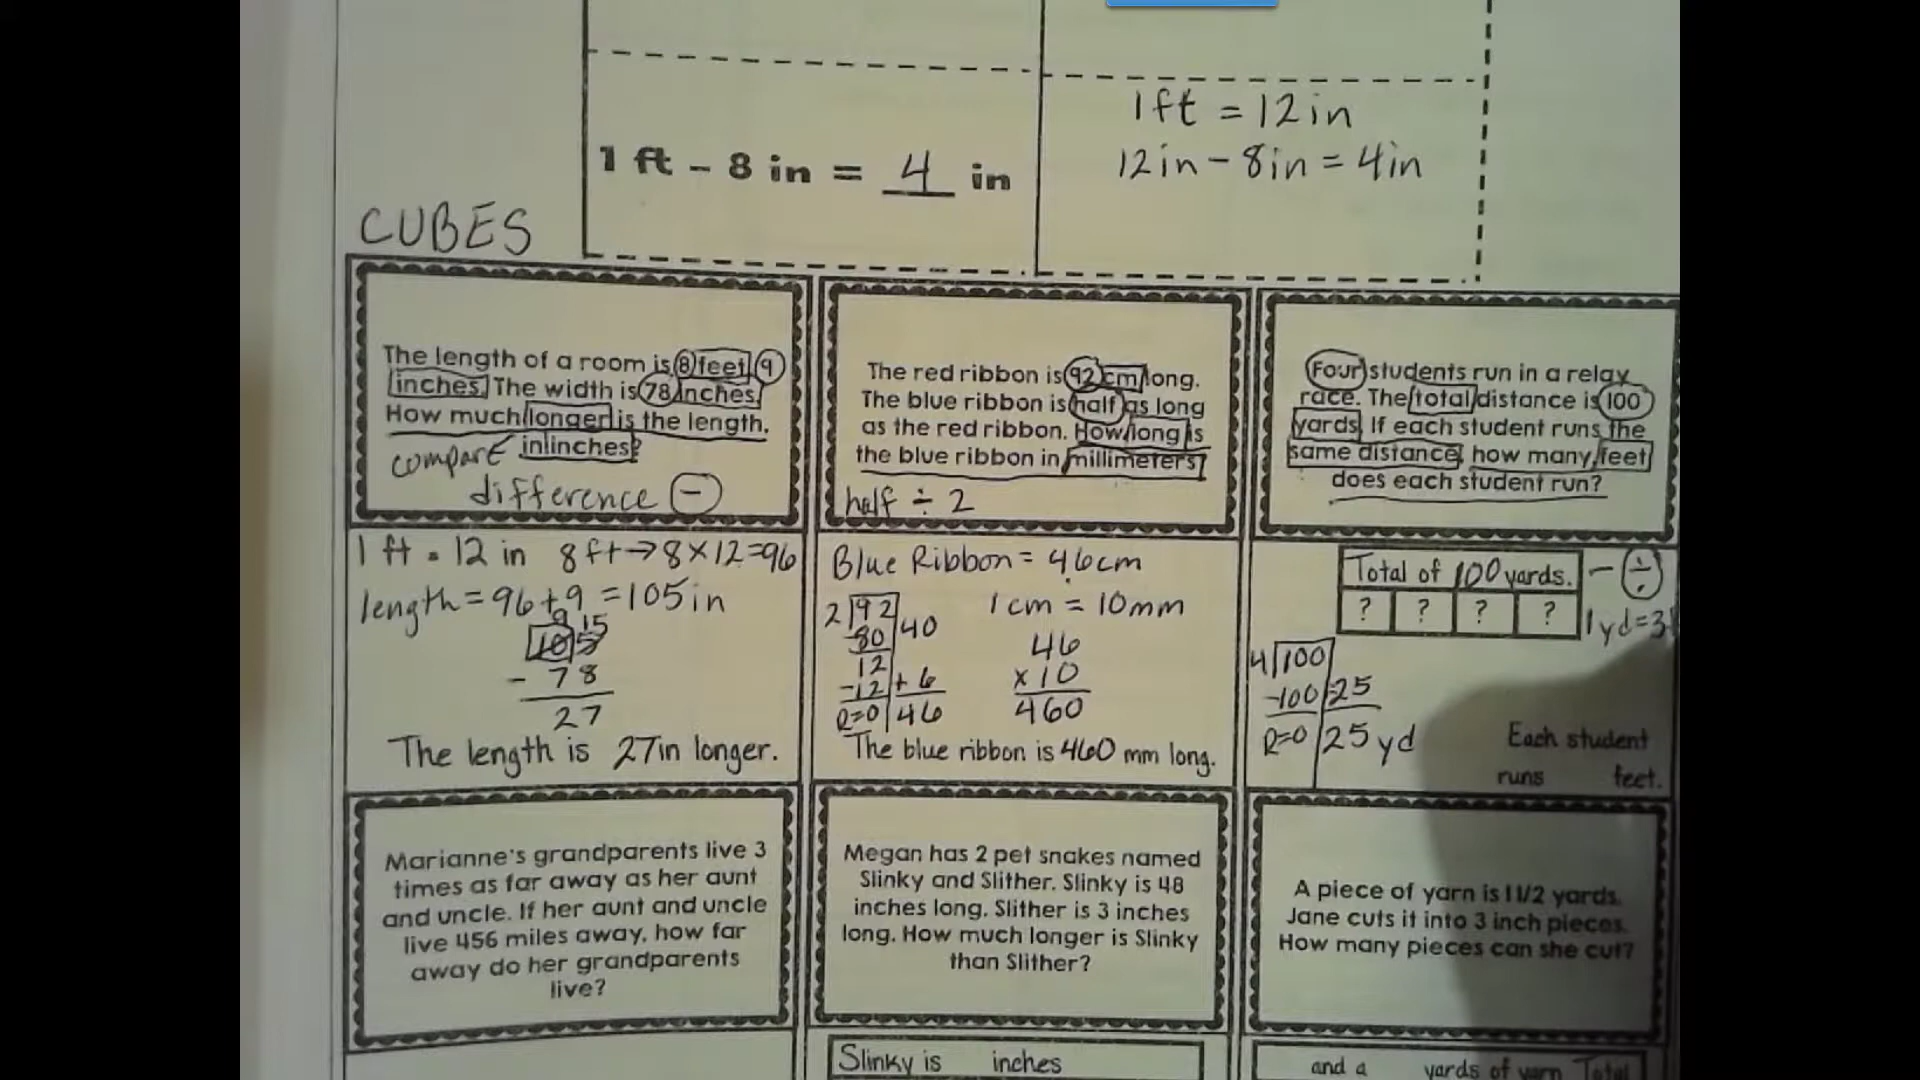 1ft = 12in
12in - 8in = 4in
1 ft - 8 in = 4 in
CUBES
The length of a room is 8 feet 9
inches. The width is 78 inches.
How much longer is the length.
in inches?
compare
difference -
1 ft = 12 in 8ft→8×12=96
length = 96+9 = 105in
9 15
105
- 78
27
The length is 27in longer.
The red ribbon is 92 cm long.
The blue ribbon is half as long
as the red ribbon. How long is
the blue ribbon in millimeters?
half ÷ 2
Blue Ribbon = 46cm
1cm = 10mm
2 92
-80 40
12
-12 + 6
R=0 46
46
x 10
460
The blue ribbon is 460 mm long.
Four students run in a relay
race. The total distance is 100
yards. If each student runs the
same distance, how many feet
does each student run?
Total of 100 yards. - ÷
? ? ? ?
1yd=3
4 100
-100 25
R=0 25yd
Each student
runs feet.
Marianne's grandparents live 3
times as far away as her aunt
and uncle. If her aunt and uncle
live 456 miles away, how far
away do her grandparents
live?
Megan has 2 pet snakes named
Slinky and Slither. Slinky is 48
inches long. Slither is 3 inches
long. How much longer is Slinky
than Slither?
Slinky is inches
A piece of yarn is 1 1/2 yards.
Jane cuts it into 3 inch pieces.
How many pieces can she cut?
and a yards of yarn Total